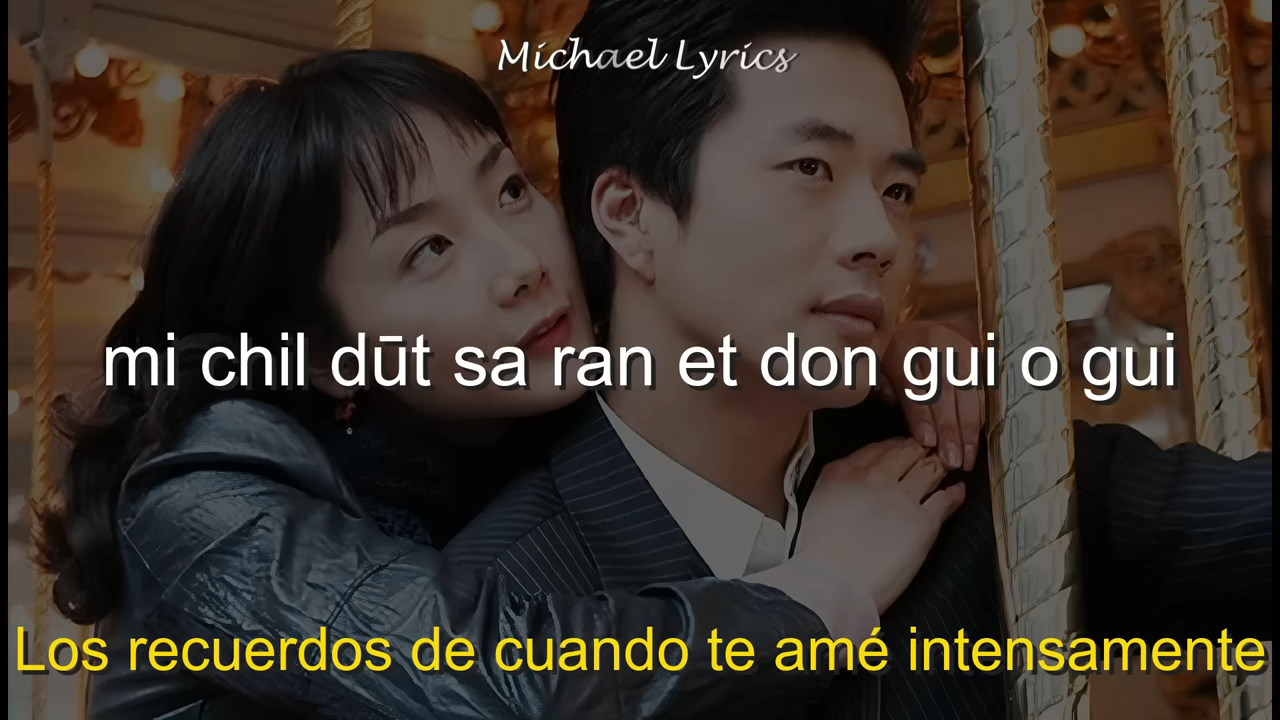 Michael Lyrics
mi chil dūt sa ran et don gui o gui
Los recuerdos de cuando te amé intensamente